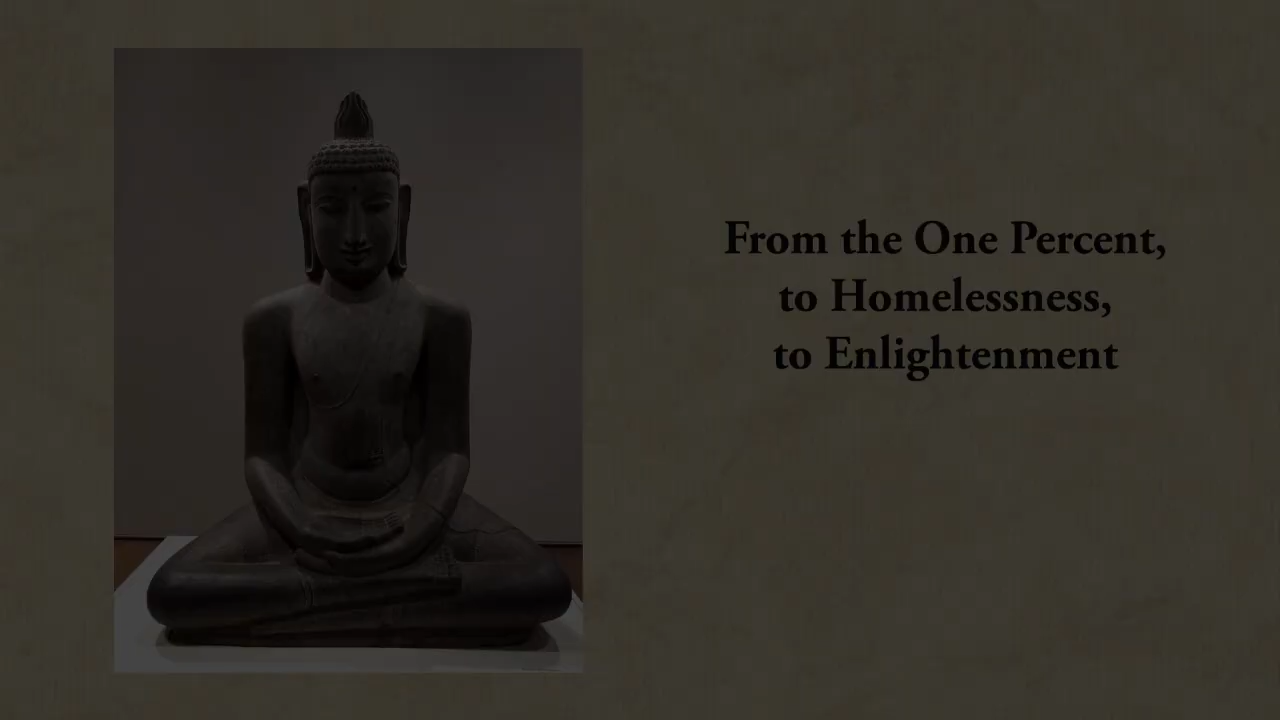 From the One Percent,
to Homelessness,
to Enlightenment